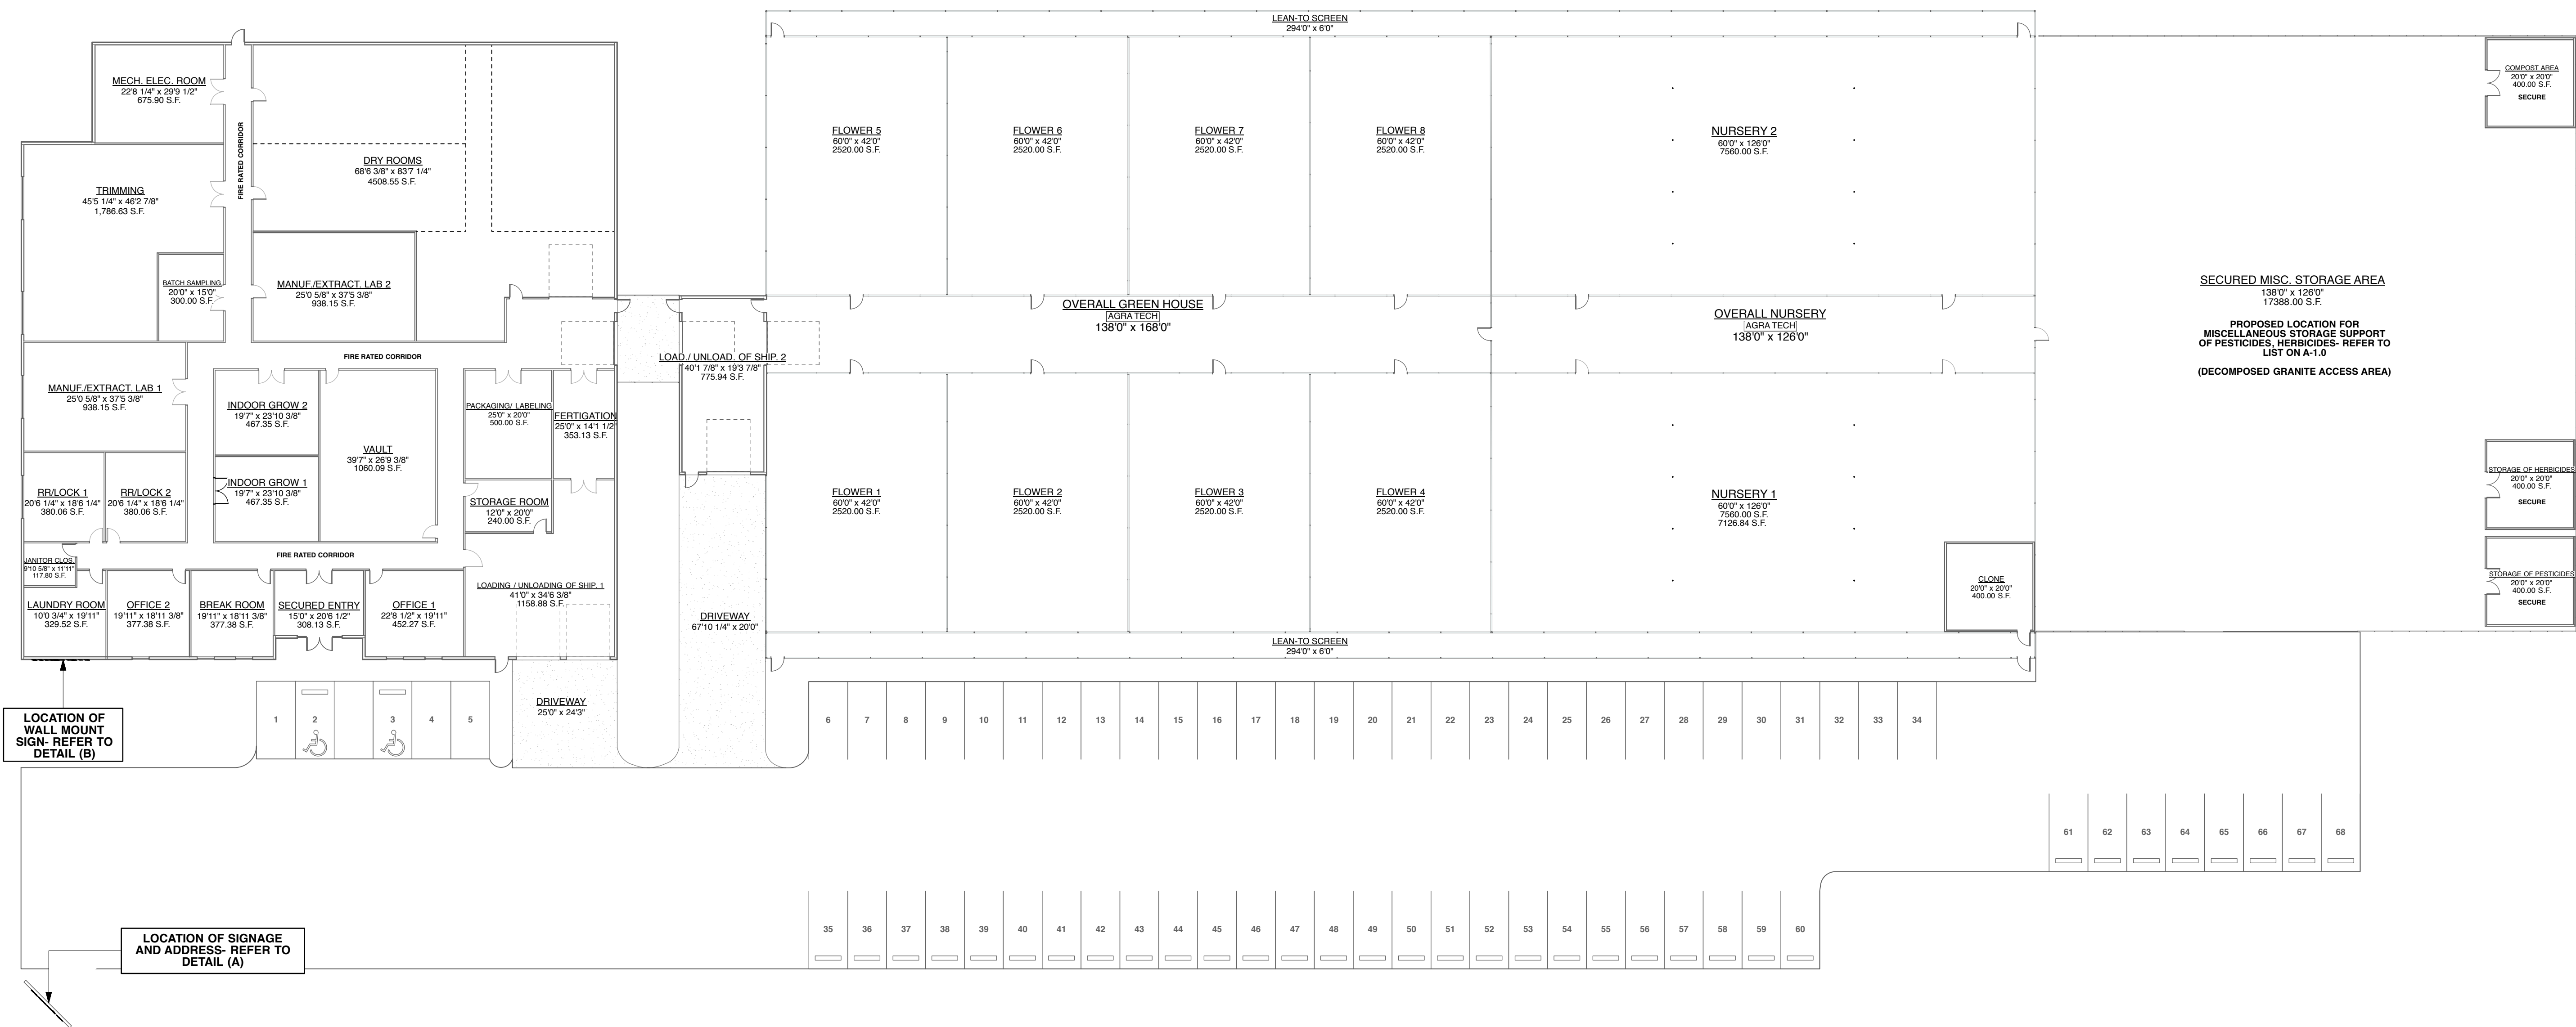 LEAN-TO SCREEN
294'0" x 6'0"
MECH. ELEC. ROOM
22'8 1/4" x 29'9 1/2"
675.90 S.F.
FIRE RATED CORRIDOR
DRY ROOMS
68'6 3/8" x 83'7 1/4"
4508.55 S.F.
TRIMMING
45'5 1/4" x 46'2 7/8"
1,786.63 S.F.
BATCH SAMPLING
20'0" x 15'0"
300.00 S.F.
MANUF./EXTRACT. LAB 2
25'0 5/8" x 37'5 3/8"
938.15 S.F.
FLOWER 5
60'0" x 42'0"
2520.00 S.F.
FLOWER 6
60'0" x 42'0"
2520.00 S.F.
FLOWER 7
60'0" x 42'0"
2520.00 S.F.
FLOWER 8
60'0" x 42'0"
2520.00 S.F.
NURSERY 2
60'0" x 126'0"
7560.00 S.F.
COMPOST AREA
20'0" x 20'0"
400.00 S.F.
SECURE
SECURED MISC. STORAGE AREA
138'0" x 126'0"
17388.00 S.F.
PROPOSED LOCATION FOR
MISCELLANEOUS STORAGE SUPPORT
OF PESTICIDES, HERBICIDES- REFER TO
LIST ON A-1.0
(DECOMPOSED GRANITE ACCESS AREA)
OVERALL GREEN HOUSE
AGRA TECH
138'0" x 168'0"
OVERALL NURSERY
AGRA TECH
138'0" x 126'0"
FIRE RATED CORRIDOR
LOAD./ UNLOAD. OF SHIP. 2
40'1 7/8" x 19'3 7/8"
775.94 S.F.
MANUF./EXTRACT. LAB 1
25'0 5/8" x 37'5 3/8"
938.15 S.F.
INDOOR GROW 2
19'7" x 23'10 3/8"
467.35 S.F.
VAULT
39'7" x 26'9 3/8"
1060.09 S.F.
PACKAGING/ LABELING
25'0" x 20'0"
500.00 S.F.
FERTIGATION
25'0" x 14'1 1/2"
353.13 S.F.
RR/LOCK 1
20'6 1/4" x 18'6 1/4"
380.06 S.F.
RR/LOCK 2
20'6 1/4" x 18'6 1/4"
380.06 S.F.
INDOOR GROW 1
19'7" x 23'10 3/8"
467.35 S.F.
STORAGE ROOM
12'0" x 20'0"
240.00 S.F.
FLOWER 1
60'0" x 42'0"
2520.00 S.F.
FLOWER 2
60'0" x 42'0"
2520.00 S.F.
FLOWER 3
60'0" x 42'0"
2520.00 S.F.
FLOWER 4
60'0" x 42'0"
2520.00 S.F.
NURSERY 1
60'0" x 126'0"
7560.00 S.F.
7126.84 S.F.
STORAGE OF HERBICIDES
20'0" x 20'0"
400.00 S.F.
SECURE
FIRE RATED CORRIDOR
JANITOR CLOS.
9'10 5/8" x 11'11"
117.80 S.F.
CLONE
20'0" x 20'0"
400.00 S.F.
STORAGE OF PESTICIDES
20'0" x 20'0"
400.00 S.F.
SECURE
LAUNDRY ROOM
10'0 3/4" x 19'11"
329.52 S.F.
OFFICE 2
19'11" x 18'11 3/8"
377.38 S.F.
BREAK ROOM
19'11" x 18'11 3/8"
377.38 S.F.
SECURED ENTRY
15'0" x 20'6 1/2"
308.13 S.F.
OFFICE 1
22'8 1/2" x 19'11"
452.27 S.F.
LOADING / UNLOADING OF SHIP. 1
41'0" x 34'6 3/8"
1158.88 S.F.
DRIVEWAY
67'10 1/4" x 20'0"
LEAN-TO SCREEN
294'0" x 6'0"
DRIVEWAY
25'0" x 24'3"
LOCATION OF
WALL MOUNT
SIGN- REFER TO
DETAIL (B)
1 2 3 4 5
6 7 8 9 10 11 12 13 14 15 16 17 18 19 20 21 22 23 24 25 26 27 28 29 30 31 32 33 34
61 62 63 64 65 66 67 68
35 36 37 38 39 40 41 42 43 44 45 46 47 48 49 50 51 52 53 54 55 56 57 58 59 60
LOCATION OF SIGNAGE
AND ADDRESS- REFER TO
DETAIL (A)